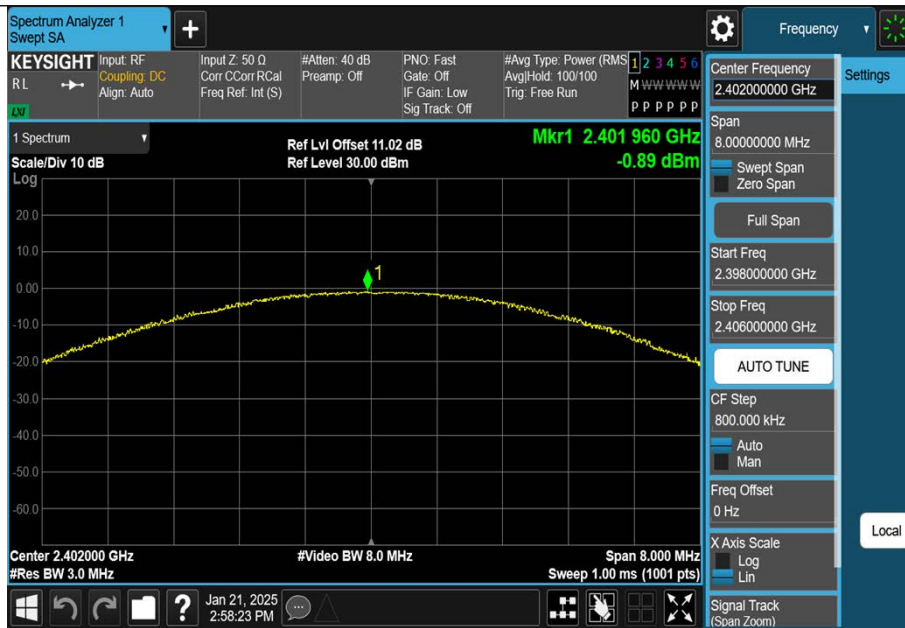 Spectrum Analyzer 1
Swept SA
Frequency
KEYSIGHT
R L
LXI
Input: RF
Coupling: DC
Align: Auto
Input Z: 50 Ω
Corr CCorr RCal
Freq Ref: Int (S)
#Atten: 40 dB
Preamp: Off
PNO: Fast
Gate: Off
IF Gain: Low
Sig Track: Off
#Avg Type: Power (RMS
Avg|Hold: 100/100
Trig: Free Run
1 2 3 4 5 6
M W W W W W
P P P P P P
1 Spectrum
Scale/Div 10 dB
Log
Ref Lvl Offset 11.02 dB
Ref Level 30.00 dBm
Mkr1 2.401 960 GHz
-0.89 dBm
20.0
10.0
0.00
-10.0
-20.0
-30.0
-40.0
-50.0
-60.0
1
Center 2.402000 GHz
#Res BW 3.0 MHz
#Video BW 8.0 MHz
Span 8.000 MHz
Sweep 1.00 ms (1001 pts)
?
Jan 21, 2025
2:58:23 PM
Center Frequency
2.402000000 GHz
Span
8.00000000 MHz
Swept Span
Zero Span
Full Span
Start Freq
2.398000000 GHz
Stop Freq
2.406000000 GHz
AUTO TUNE
CF Step
800.000 kHz
Auto
Man
Freq Offset
0 Hz
X Axis Scale
Log
Lin
Signal Track
(Span Zoom)
Settings
Local